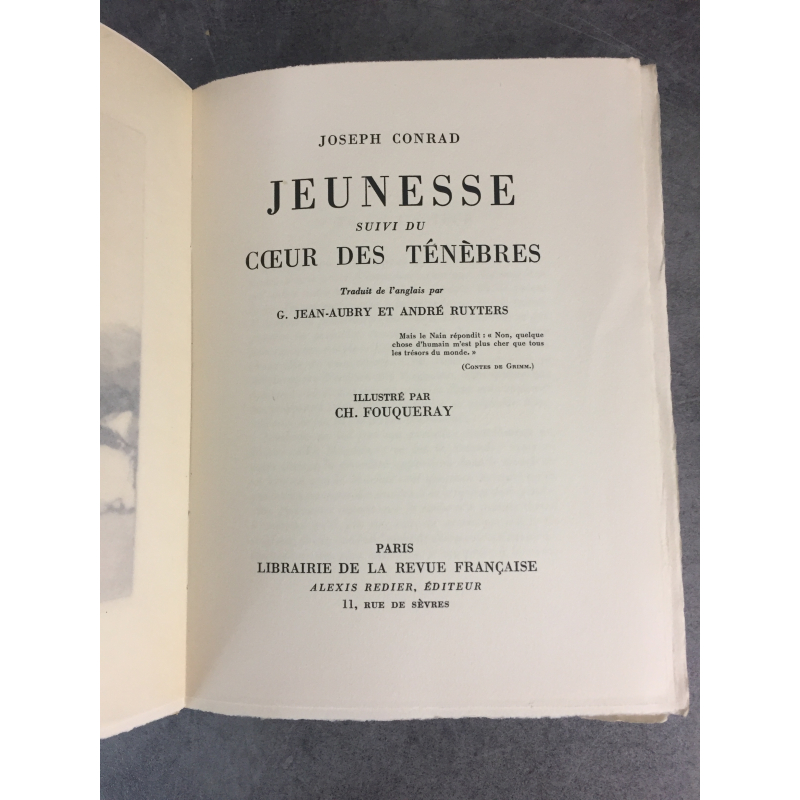 JOSEPH CONRAD
JEUNESSE
SUIVI DU
CŒUR DES TÉNÈBRES
Traduit de l'anglais par
G. JEAN-AUBRY ET ANDRÉ RUYTERS
Mais le Nain répondit : « Non, quelque
chose d'humain m'est plus cher que tous
les trésors du monde. »
(CONTES DE GRIMM.)
ILLUSTRÉ PAR
CH. FOUQUERAY
PARIS
LIBRAIRIE DE LA REVUE FRANÇAISE
ALEXIS REDIER, ÉDITEUR
11, RUE DE SÈVRES